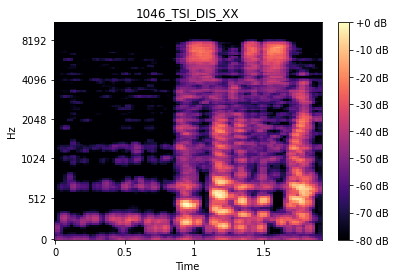 1046_TSI_DIS_XX
8192
4096
2048
1024
512
0
Hz
0
0.5
1
1.5
Time
+0 dB
-10 dB
-20 dB
-30 dB
-40 dB
-50 dB
-60 dB
-70 dB
-80 dB